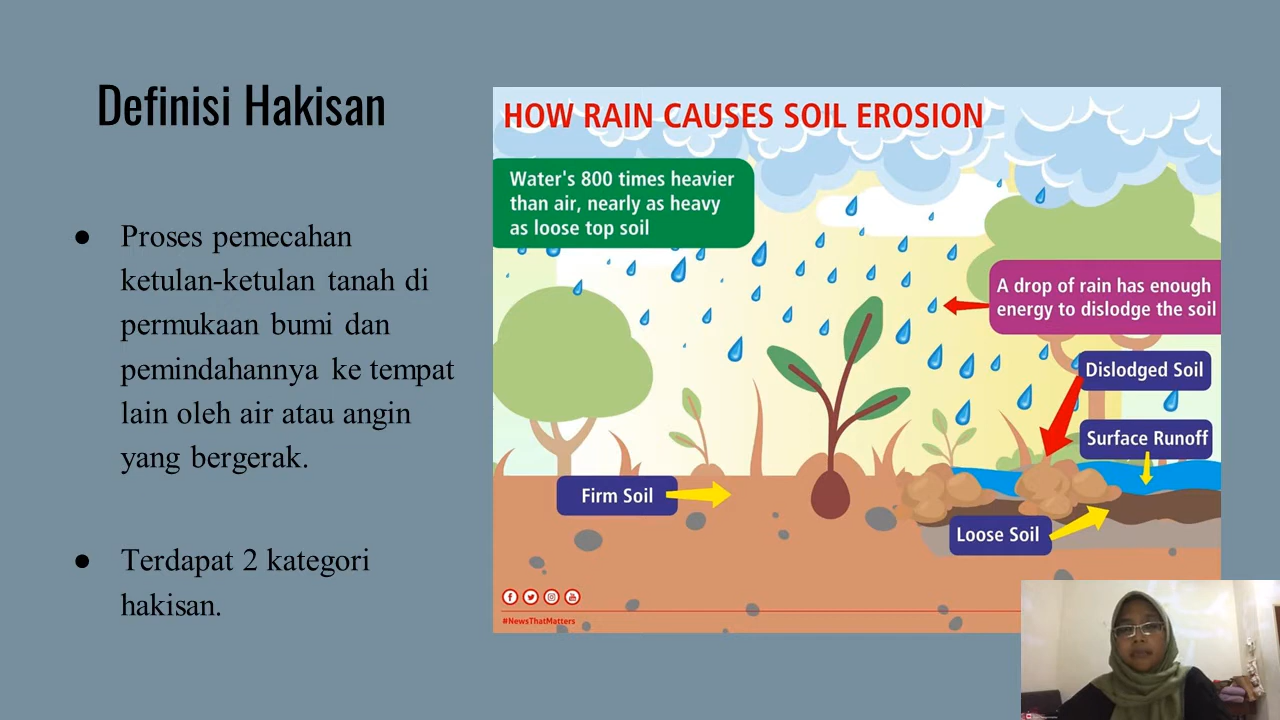 Definisi Hakisan
● Proses pemecahan
ketulan-ketulan tanah di
permukaan bumi dan
pemindahannya ke tempat
lain oleh air atau angin
yang bergerak.
● Terdapat 2 kategori
hakisan.
HOW RAIN CAUSES SOIL EROSION
Water's 800 times heavier
than air, nearly as heavy
as loose top soil
A drop of rain has enough
energy to dislodge the soil
Dislodged Soil
Surface Runoff
Firm Soil
Loose Soil
#NewsThatMatters